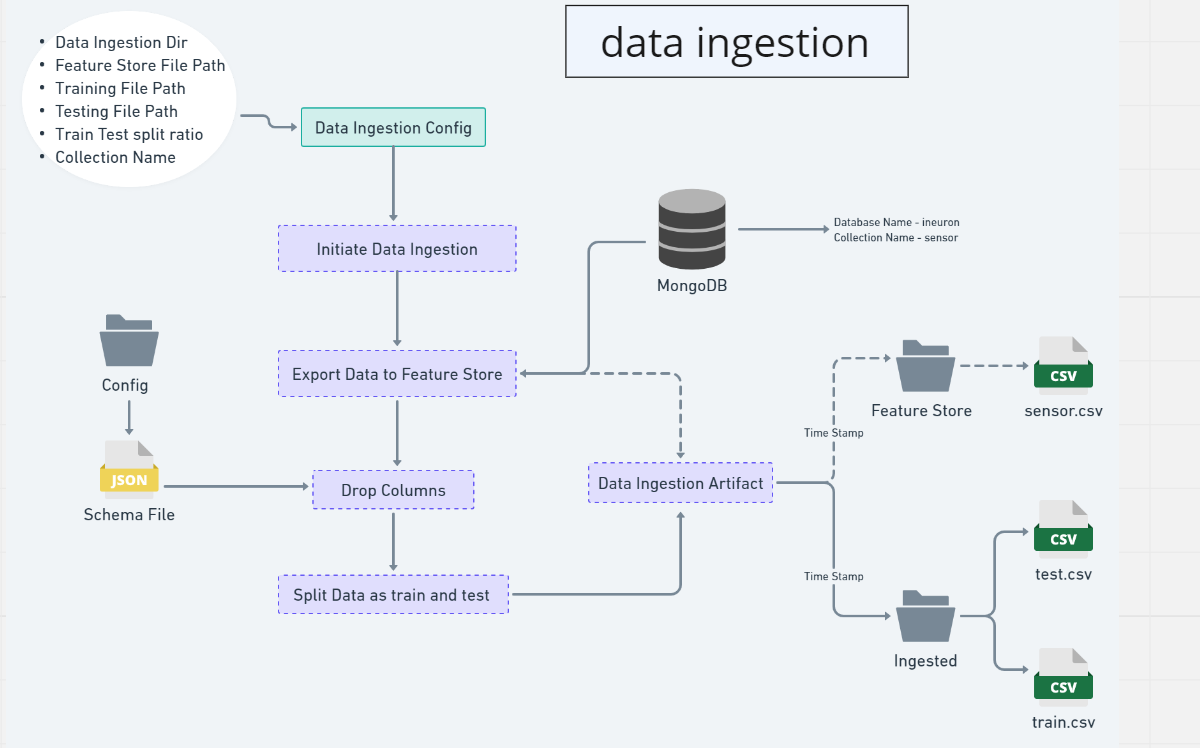 data ingestion
• Data Ingestion Dir
• Feature Store File Path
• Training File Path
• Testing File Path
• Train Test split ratio
• Collection Name
Data Ingestion Config
Initiate Data Ingestion
MongoDB
Database Name - ineuron
Collection Name - sensor
Config
Export Data to Feature Store
Feature Store
CSV
sensor.csv
Time Stamp
JSON
Schema File
Drop Columns
Data Ingestion Artifact
Split Data as train and test
Time Stamp
CSV
test.csv
Ingested
CSV
train.csv